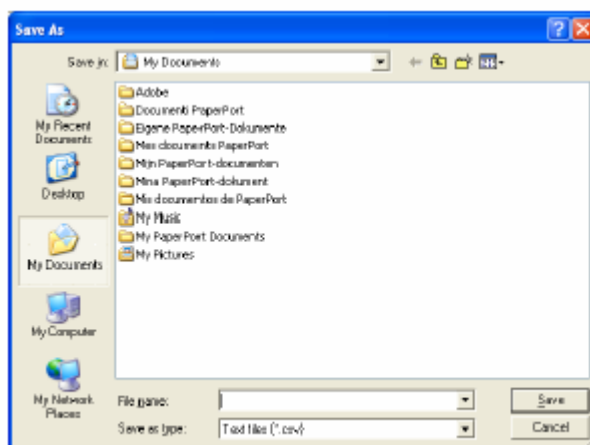 Save As
Save in: My Documents
My Recent
Documents
Desktop
My Documents
My Computer
My Network
Places
Adobe
Documenti PaperPort
Eigene PaperPort-Dokumente
Mes documents PaperPort
Mijn PaperPort-documenten
Mina PaperPort-dokument
Mis documentos de PaperPort
My Music
My PaperPort Documents
My Pictures
File name:
Save
Save as type: Text files (*.csv)
Cancel